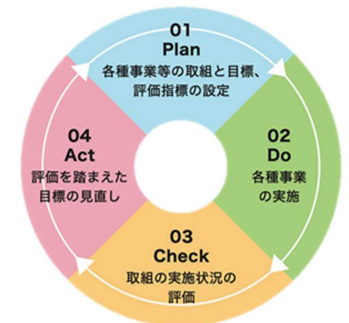 01
Plan
各種事業等の取組と目標、
評価指標の設定
02
Do
各種事業
の実施
03
Check
取組の実施状況の
評価
04
Act
評価を踏まえた
目標の見直し